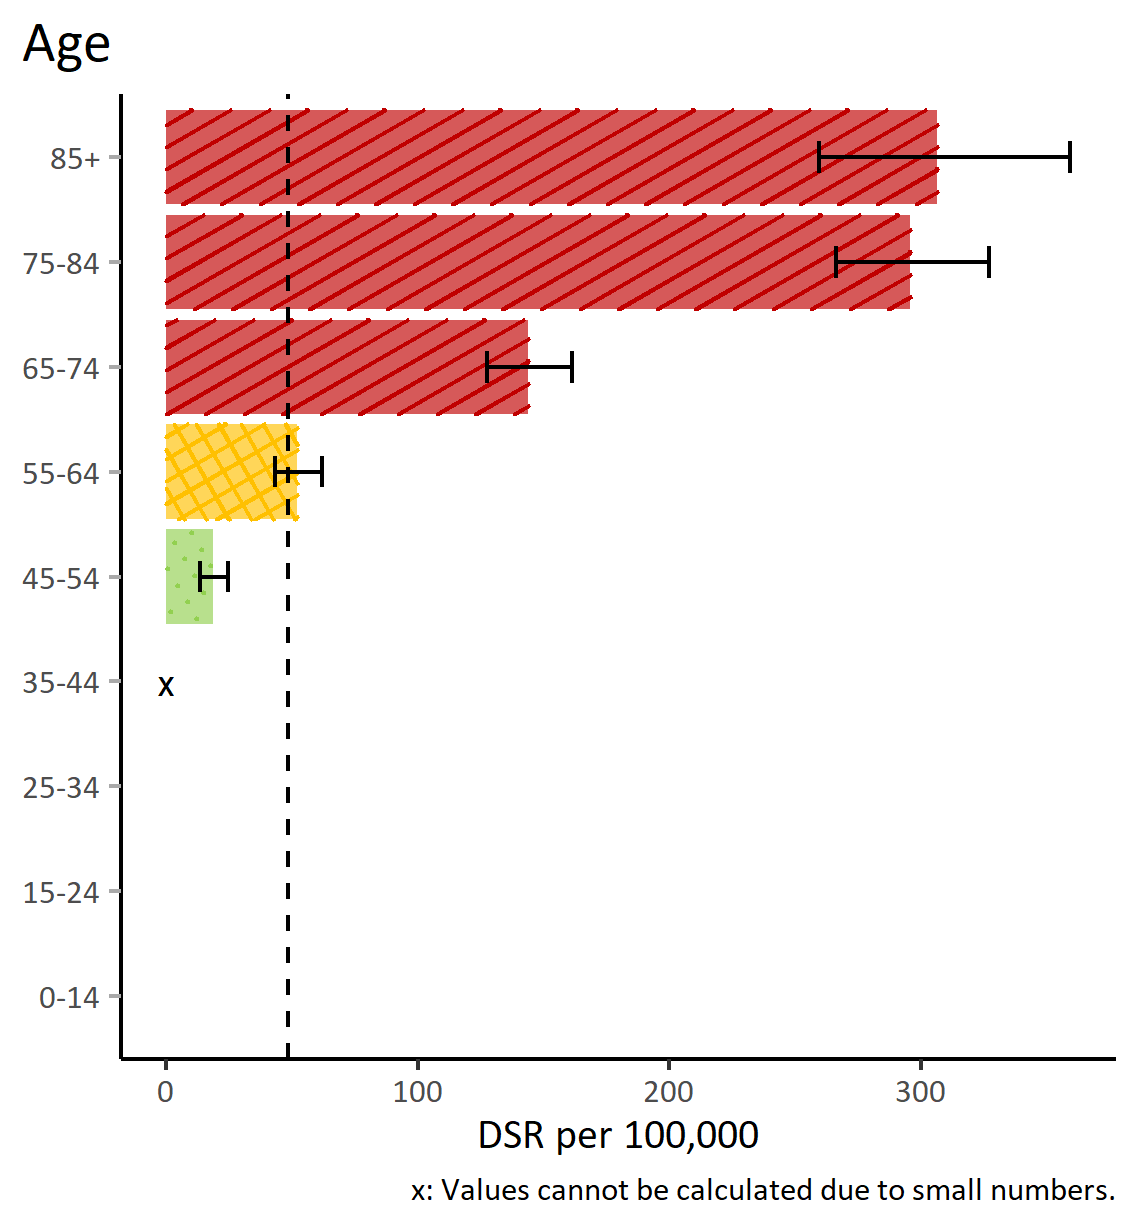 Age
85+
75-84
65-74
55-64
45-54
35-44
x
25-34
15-24
0-14
0 100 200 300
DSR per 100,000
x: Values cannot be calculated due to small numbers.